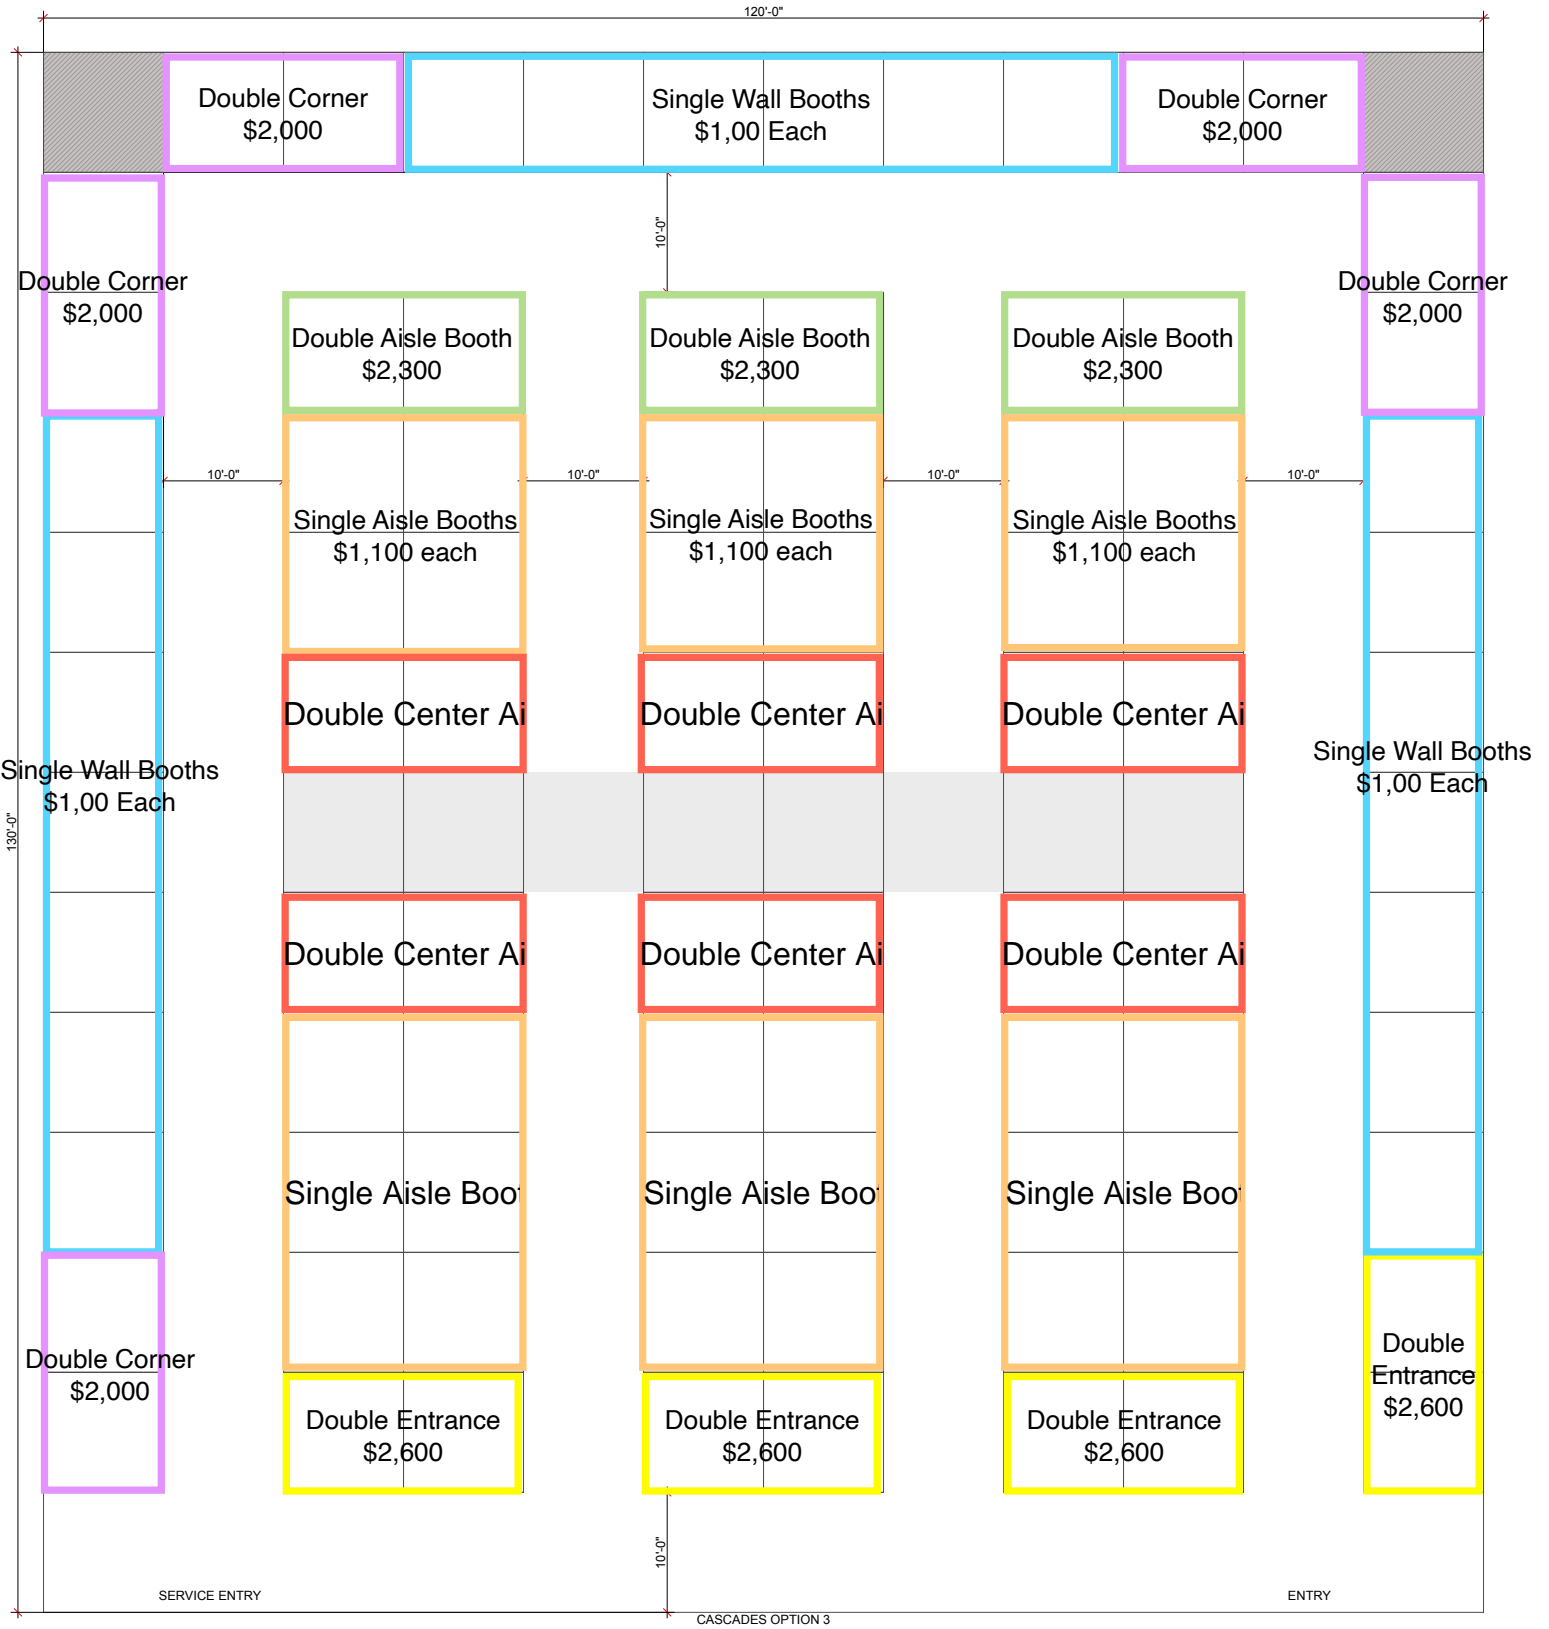 120'-0"
Double Corner
$2,000
Single Wall Booths
$1,00 Each
Double Corner
$2,000
10'-0"
Double Corner
$2,000
Double Corner
$2,000
Double Aisle Booth
$2,300
Double Aisle Booth
$2,300
Double Aisle Booth
$2,300
10'-0"
10'-0"
10'-0"
10'-0"
Single Aisle Booths
$1,100 each
Single Aisle Booths
$1,100 each
Single Aisle Booths
$1,100 each
Double Center Ai
Double Center Ai
Double Center Ai
Single Wall Booths
$1,00 Each
Single Wall Booths
$1,00 Each
130'-0"
Double Center Ai
Double Center Ai
Double Center Ai
Single Aisle Boot
Single Aisle Boot
Single Aisle Boot
Double Corner
$2,000
Double Entrance
$2,600
Double Entrance
$2,600
Double Entrance
$2,600
Double
Entrance
$2,600
10'-0"
SERVICE ENTRY
ENTRY
CASCADES OPTION 3